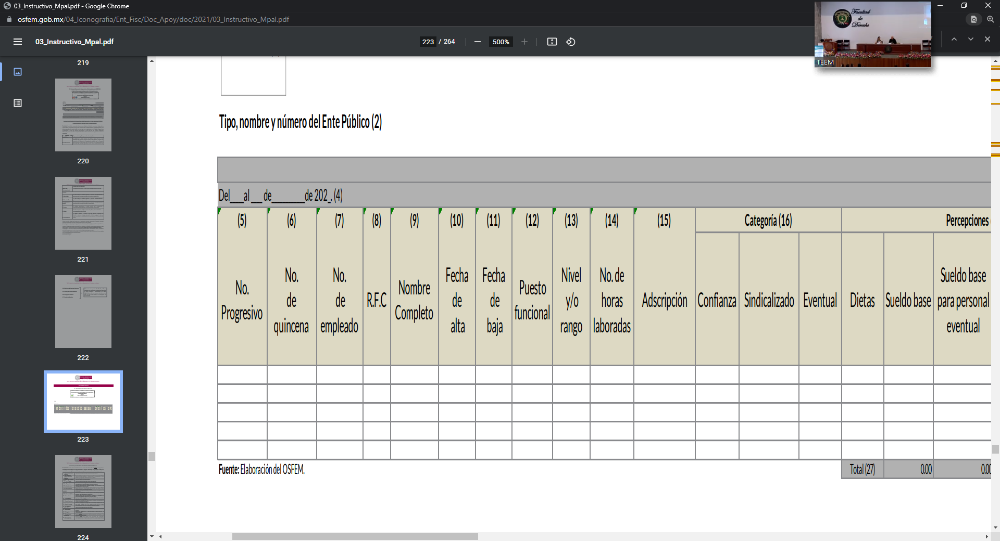 03_Instructivo_Mpal.pdf - Google Chrome
osfem.gob.mx/04_Iconografia/Ent_Fisc/Doc_Apoy/doc/2021/03_Instructivo_Mpal.pdf
03_Instructivo_Mpal.pdf
223 / 264
500%
Facultad
de
Derecho
TEEM
219
220
221
222
223
224
Tipo, nombre y número del Ente Público (2)
Del___al ___ de________de 202_. (4)
(5) (6) (7) (8) (9) (10) (11) (12) (13) (14) (15) Categoría (16) Percepciones
No. Progresivo
No. de quincena
No. de empleado
R.F.C
Nombre Completo
Fecha de alta
Fecha de baja
Puesto funcional
Nivel y/o rango
No. de horas laboradas
Adscripción
Confianza
Sindicalizado
Eventual
Dietas
Sueldo base
Sueldo base para personal eventual
Fuente: Elaboración del OSFEM.
Total (27) 0.00 0.00